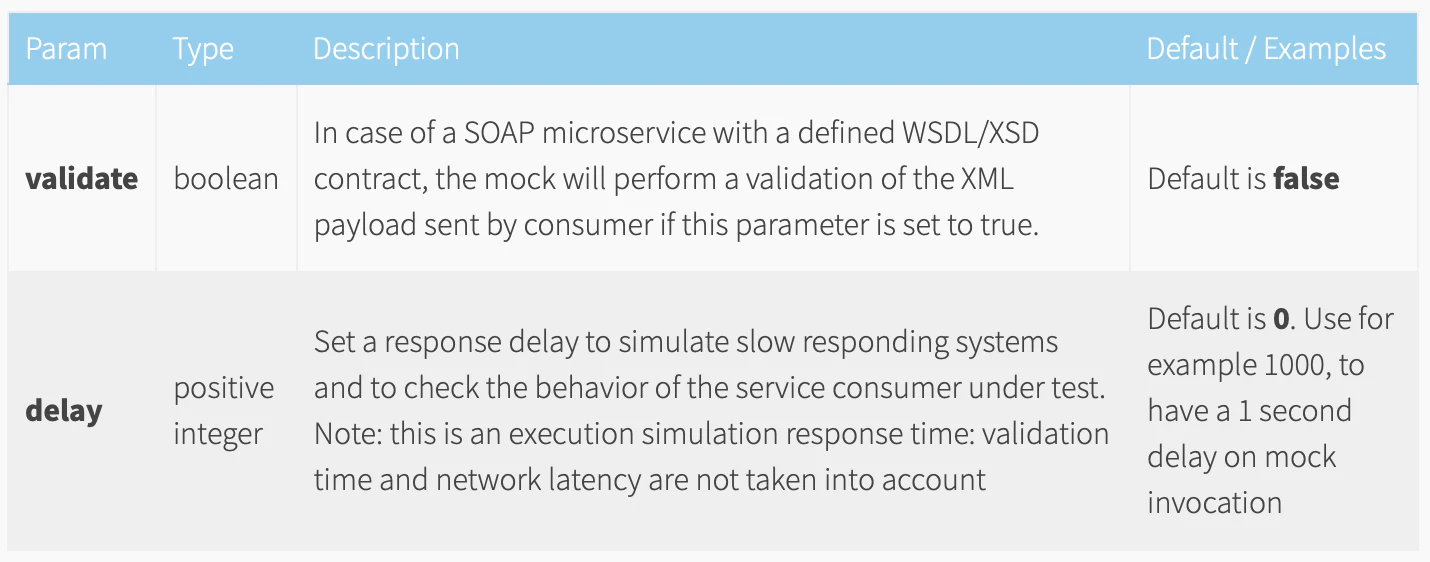 Param Type Description Default / Examples
validate boolean
In case of a SOAP microservice with a defined WSDL/XSD
contract, the mock will perform a validation of the XML
payload sent by consumer if this parameter is set to true.
Default is false
delay
positive
integer
Set a response delay to simulate slow responding systems
and to check the behavior of the service consumer under test.
Note: this is an execution simulation response time: validation
time and network latency are not taken into account
Default is 0. Use for
example 1000, to
have a 1 second
delay on mock
invocation